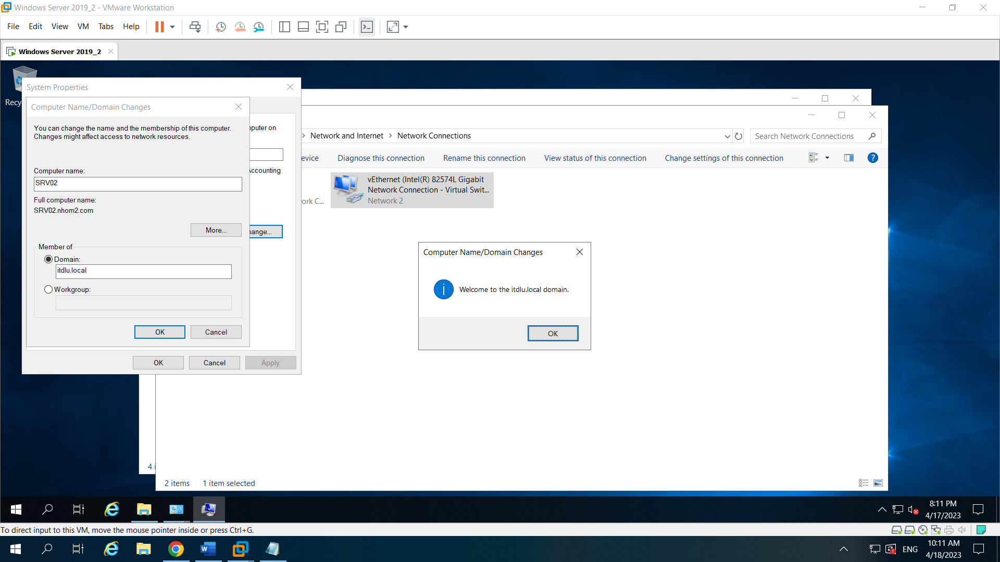 Windows Server 2019_2 - VMware Workstation
File Edit View VM Tabs Help
Windows Server 2019_2
Recy
System Properties
Computer Name/Domain Changes
You can change the name and the membership of this computer.
Changes might affect access to network resources.
Computer name:
SRV02
Full computer name:
SRV02.nhom2.com
More...
Member of
Domain:
itdlu.local
Workgroup:
OK Cancel
nputer on
Accounting
hange...
OK Cancel Apply
Network and Internet > Network Connections
Search Network Connections
evice Diagnose this connection Rename this connection View status of this connection Change settings of this connection
ork C...
vEthernet (Intel(R) 82574L Gigabit
Network Connection - Virtual Swit...
Network 2
Computer Name/Domain Changes
Welcome to the itdlu.local domain.
OK
4 i
2 items 1 item selected
8:11 PM
4/17/2023
To direct input to this VM, move the mouse pointer inside or press Ctrl+G.
ENG
10:11 AM
4/18/2023